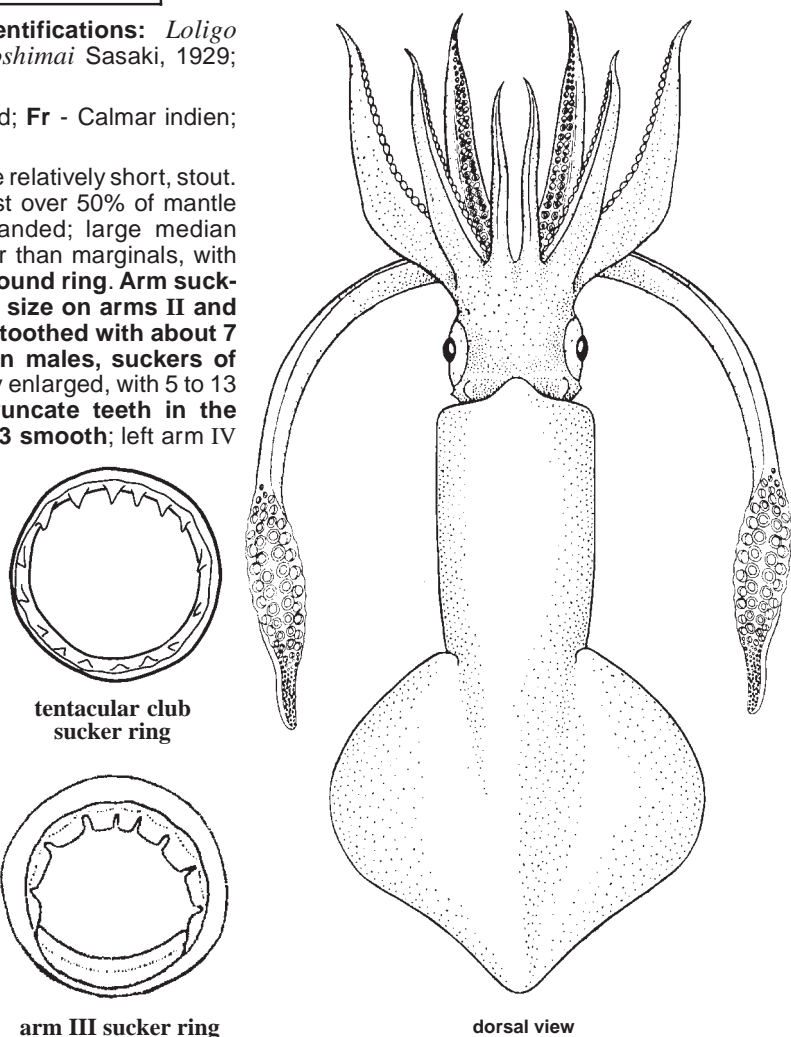 entifications: Loligo
oshimai Sasaki, 1929;
d; Fr - Calmar indien;
e relatively short, stout.
st over 50% of mantle
anded; large median
r than marginals, with
ound ring. Arm suck-
size on arms II and
toothed with about 7
n males, suckers of
y enlarged, with 5 to 13
runcate teeth in the
3 smooth; left arm IV
tentacular club
sucker ring
arm III sucker ring
dorsal view